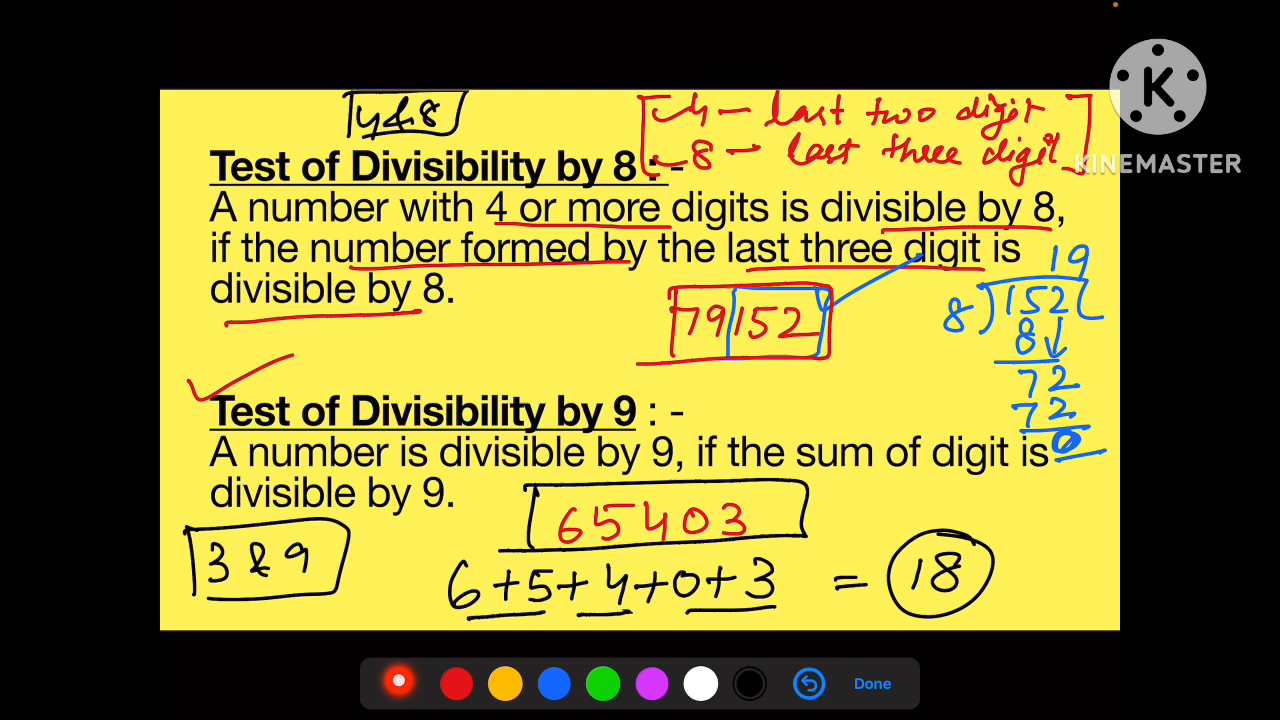 4&8
4 - last two digit
8 - last three digit
K
KINEMASTER
Test of Divisibility by 8 : -
A number with 4 or more digits is divisible by 8,
if the number formed by the last three digit is
divisible by 8.
79152
19
8)152(
8
72
72
0
Test of Divisibility by 9 : -
A number is divisible by 9, if the sum of digit is
divisible by 9.
65403
3 & 9
6+5+4+0+3 = 18
Done